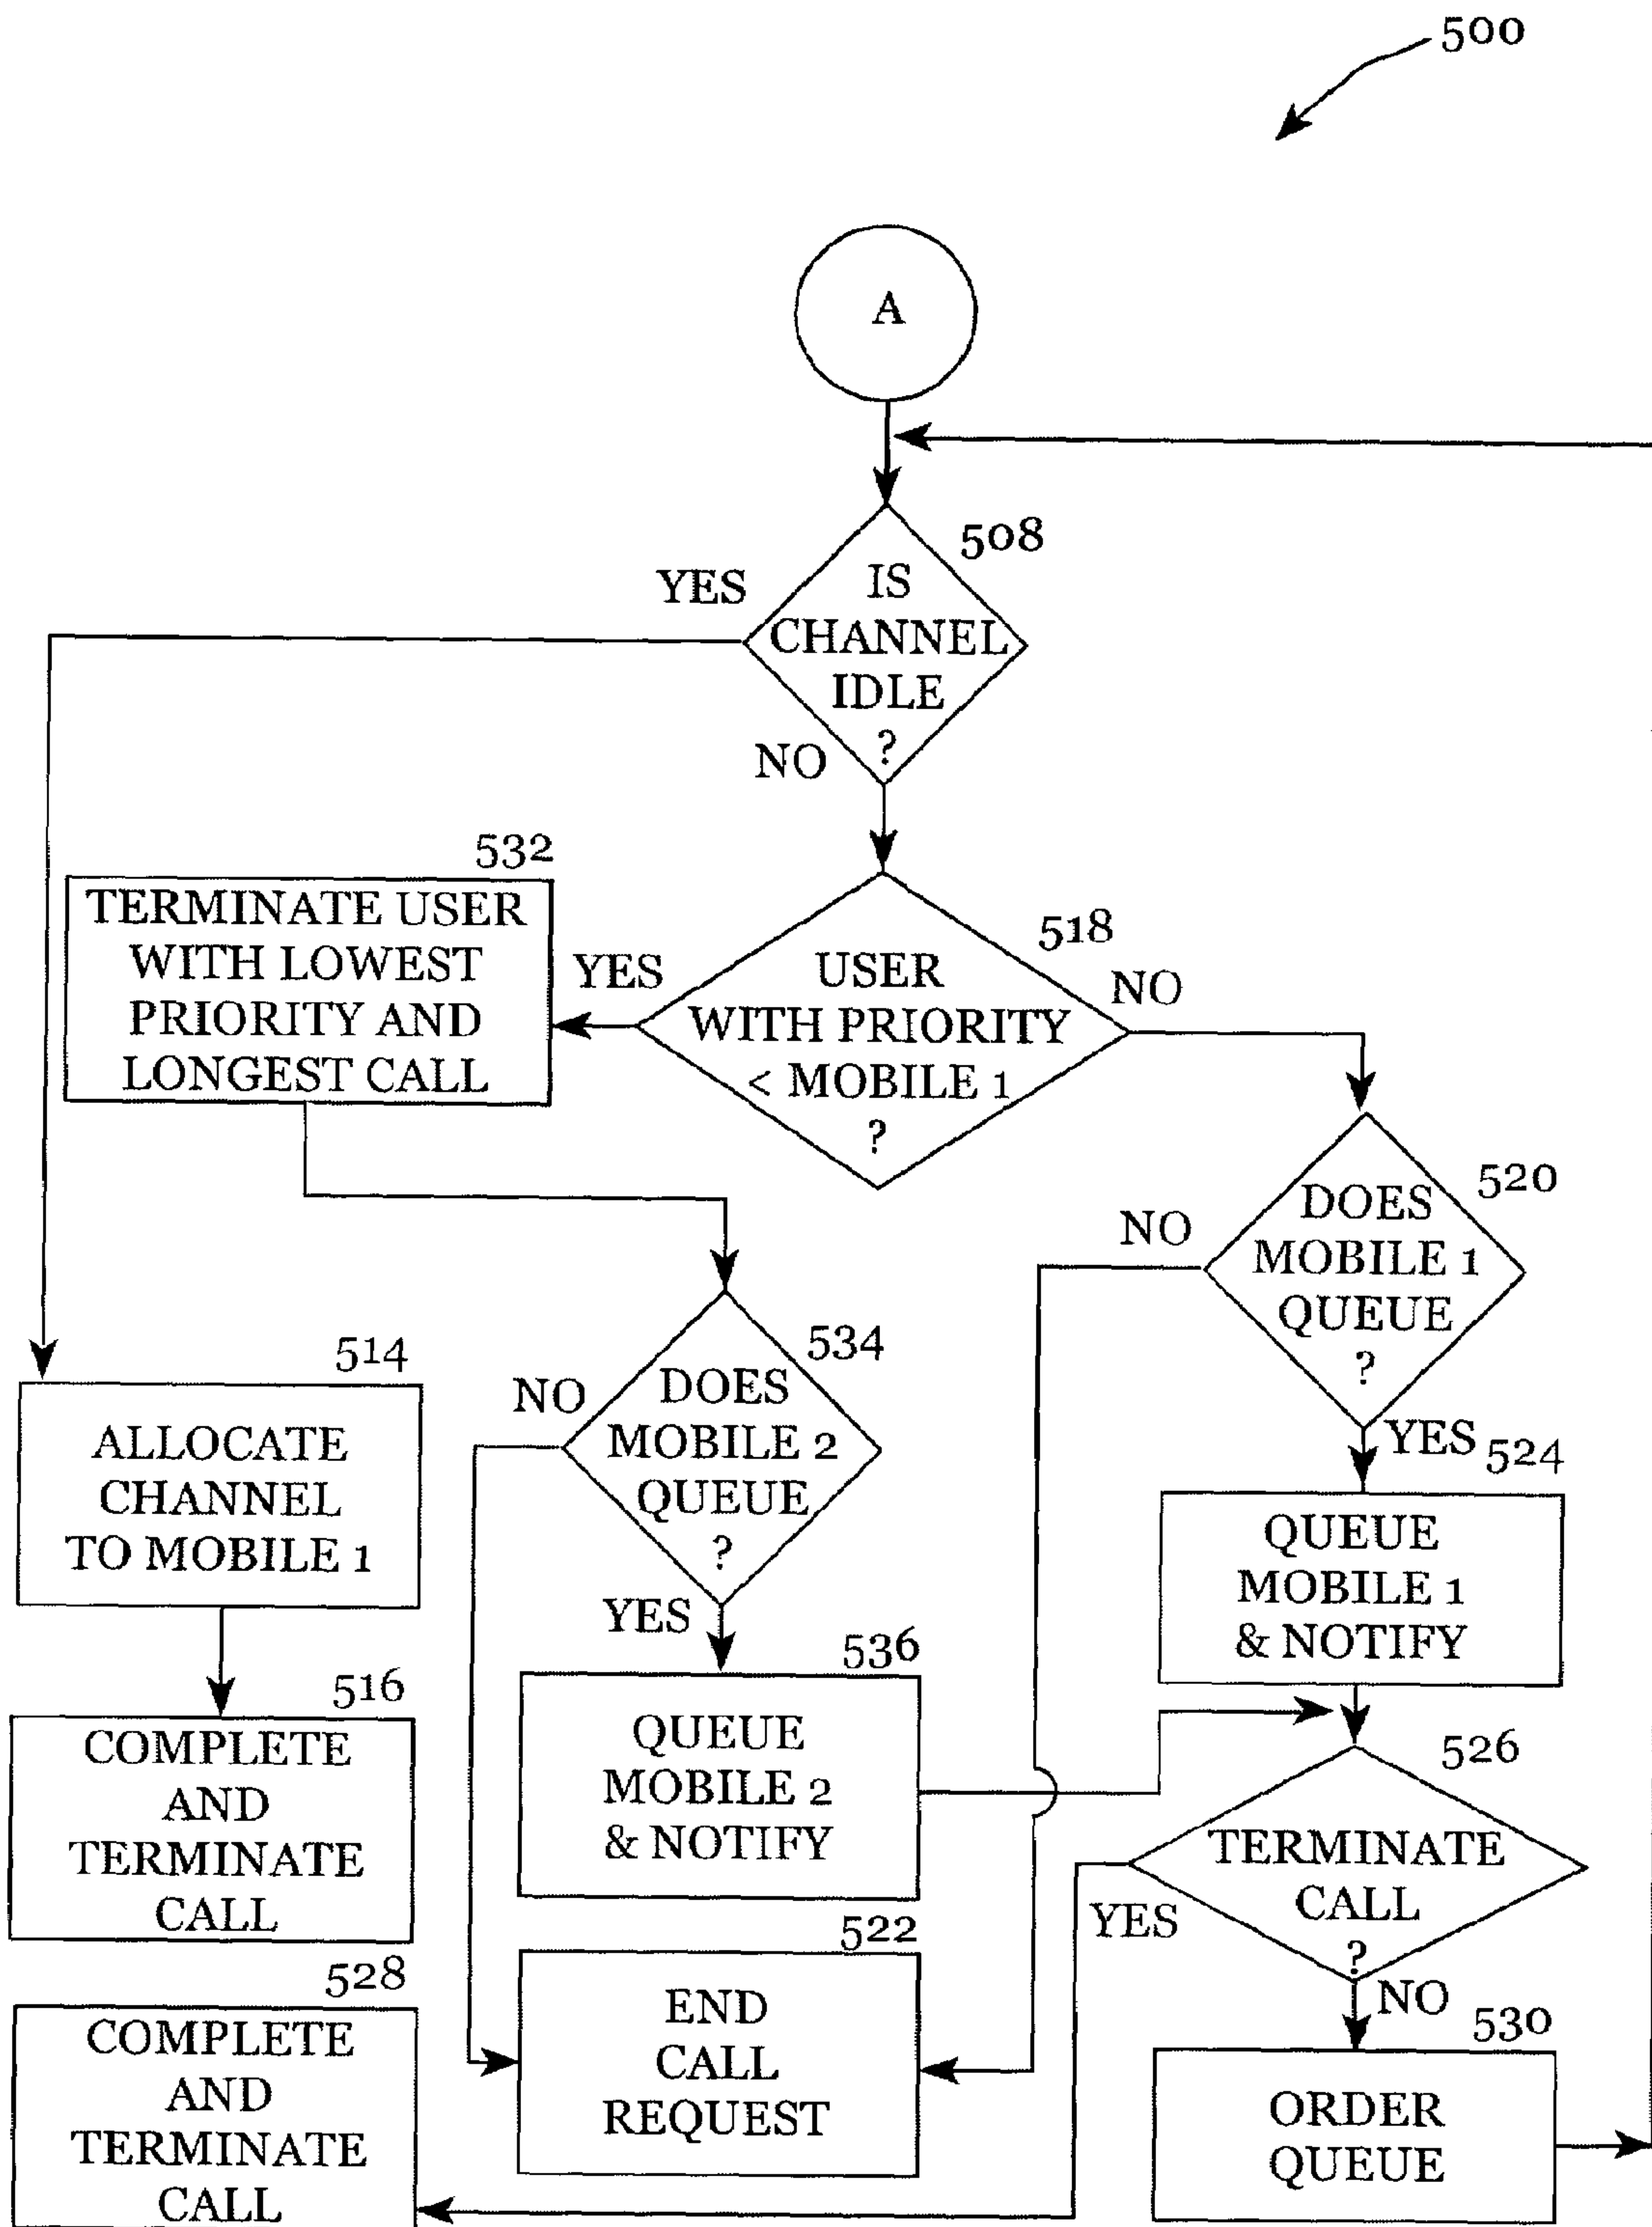 500
A
508
YES
IS
CHANNEL
IDLE
?
NO
532
TERMINATE USER
WITH LOWEST
PRIORITY AND
LONGEST CALL
518
YES
USER
WITH PRIORITY
< MOBILE 1
?
NO
520
NO
DOES
MOBILE 1
QUEUE
?
YES
534
NO
DOES
MOBILE 2
QUEUE
?
YES
514
ALLOCATE
CHANNEL
TO MOBILE 1
524
QUEUE
MOBILE 1
& NOTIFY
516
COMPLETE
AND
TERMINATE
CALL
536
QUEUE
MOBILE 2
& NOTIFY
526
TERMINATE
CALL
?
YES
NO
522
END
CALL
REQUEST
528
COMPLETE
AND
TERMINATE
CALL
530
ORDER
QUEUE